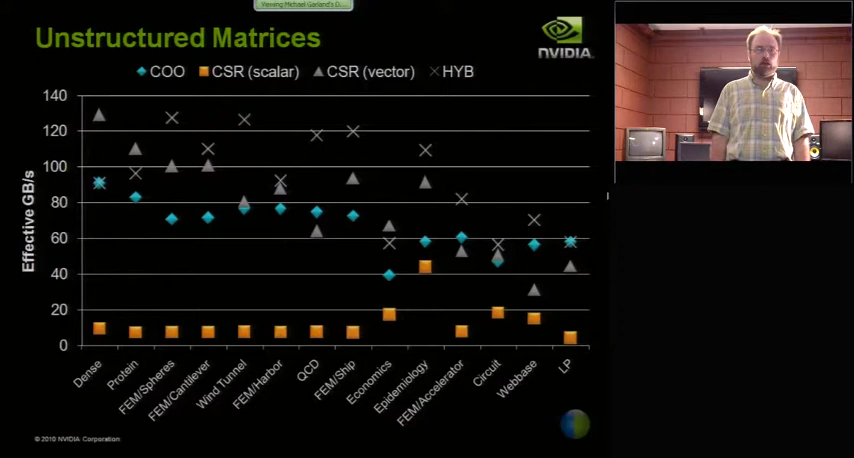 Viewing Michael Garland's D...
Unstructured Matrices
NVIDIA.
COO CSR (scalar) CSR (vector) HYB
140
120
100
80
60
40
20
0
Effective GB/s
Dense
Protein
FEM/Spheres
FEM/Cantilever
Wind Tunnel
FEM/Harbor
QCD
FEM/Ship
Economics
Epidemiology
FEM/Accelerator
Circuit
Webbase
LP
© 2010 NVIDIA Corporation